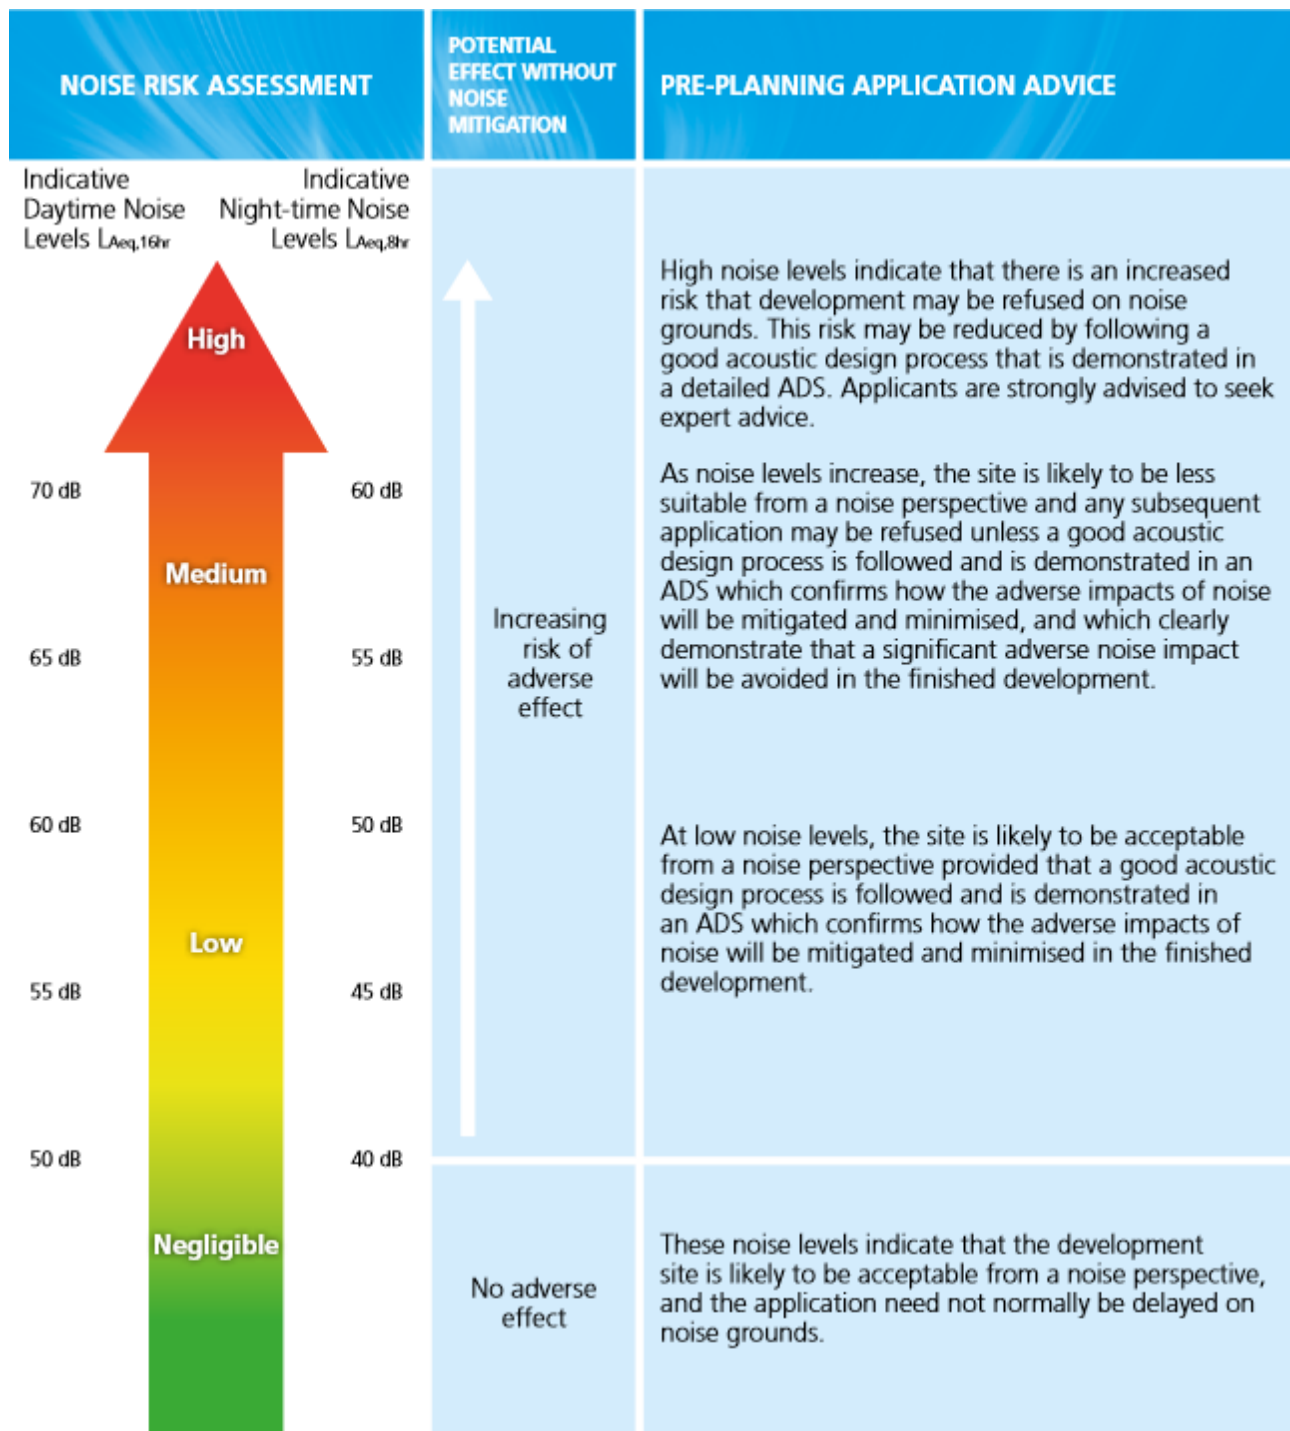 NOISE RISK ASSESSMENT
POTENTIAL
EFFECT WITHOUT
NOISE
MITIGATION
PRE-PLANNING APPLICATION ADVICE
Indicative
Daytime Noise
Levels LAeq,16hr
Indicative
Night-time Noise
Levels LAeq,8hr
High
70 dB
60 dB
Medium
65 dB
55 dB
60 dB
50 dB
Low
55 dB
45 dB
50 dB
40 dB
Negligible
Increasing
risk of
adverse
effect
No adverse
effect
High noise levels indicate that there is an increased
risk that development may be refused on noise
grounds. This risk may be reduced by following a
good acoustic design process that is demonstrated in
a detailed ADS. Applicants are strongly advised to seek
expert advice.
As noise levels increase, the site is likely to be less
suitable from a noise perspective and any subsequent
application may be refused unless a good acoustic
design process is followed and is demonstrated in an
ADS which confirms how the adverse impacts of noise
will be mitigated and minimised, and which clearly
demonstrate that a significant adverse noise impact
will be avoided in the finished development.
At low noise levels, the site is likely to be acceptable
from a noise perspective provided that a good acoustic
design process is followed and is demonstrated in
an ADS which confirms how the adverse impacts of
noise will be mitigated and minimised in the finished
development.
These noise levels indicate that the development
site is likely to be acceptable from a noise perspective,
and the application need not normally be delayed on
noise grounds.